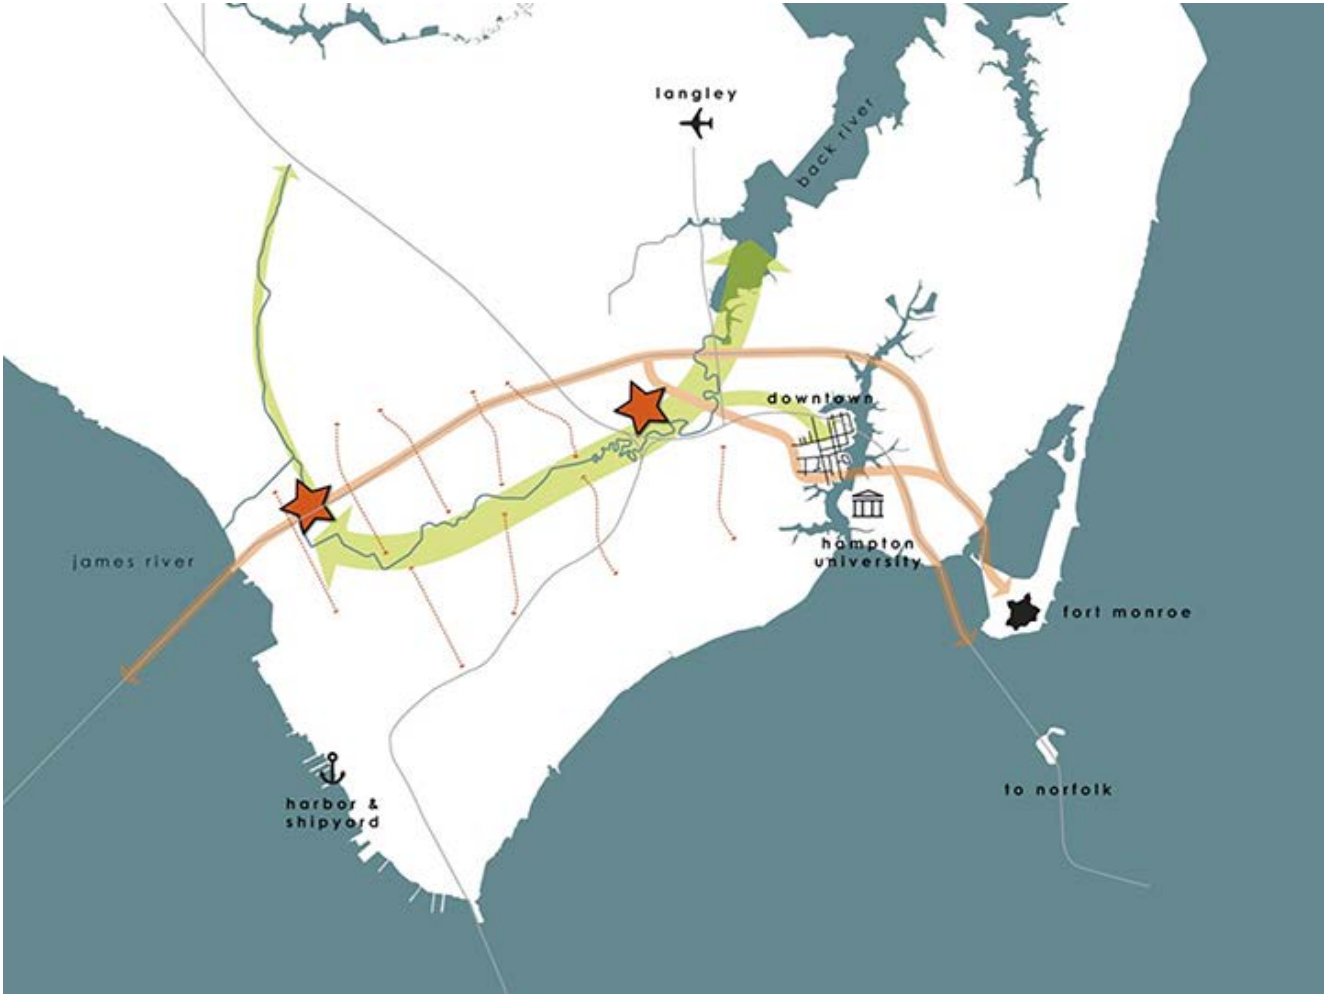 langley
back river
downtown
hampton
university
james river
fort monroe
harbor &
shipyard
to norfolk